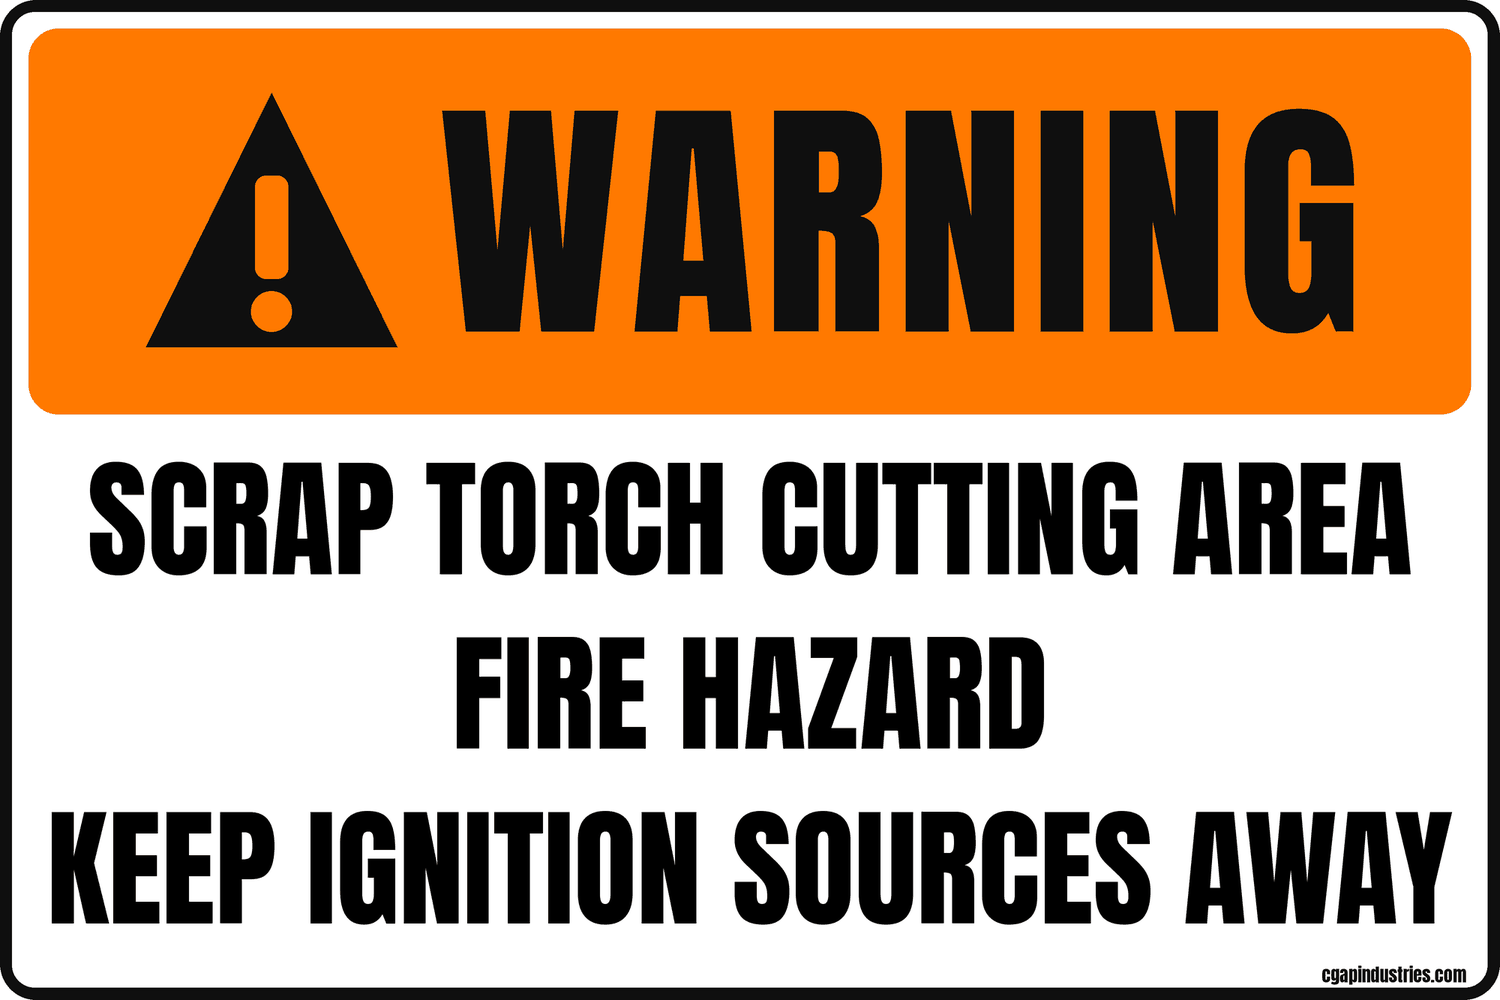 WARNING
SCRAP TORCH CUTTING AREA
FIRE HAZARD
KEEP IGNITION SOURCES AWAY
cgapindustries.com